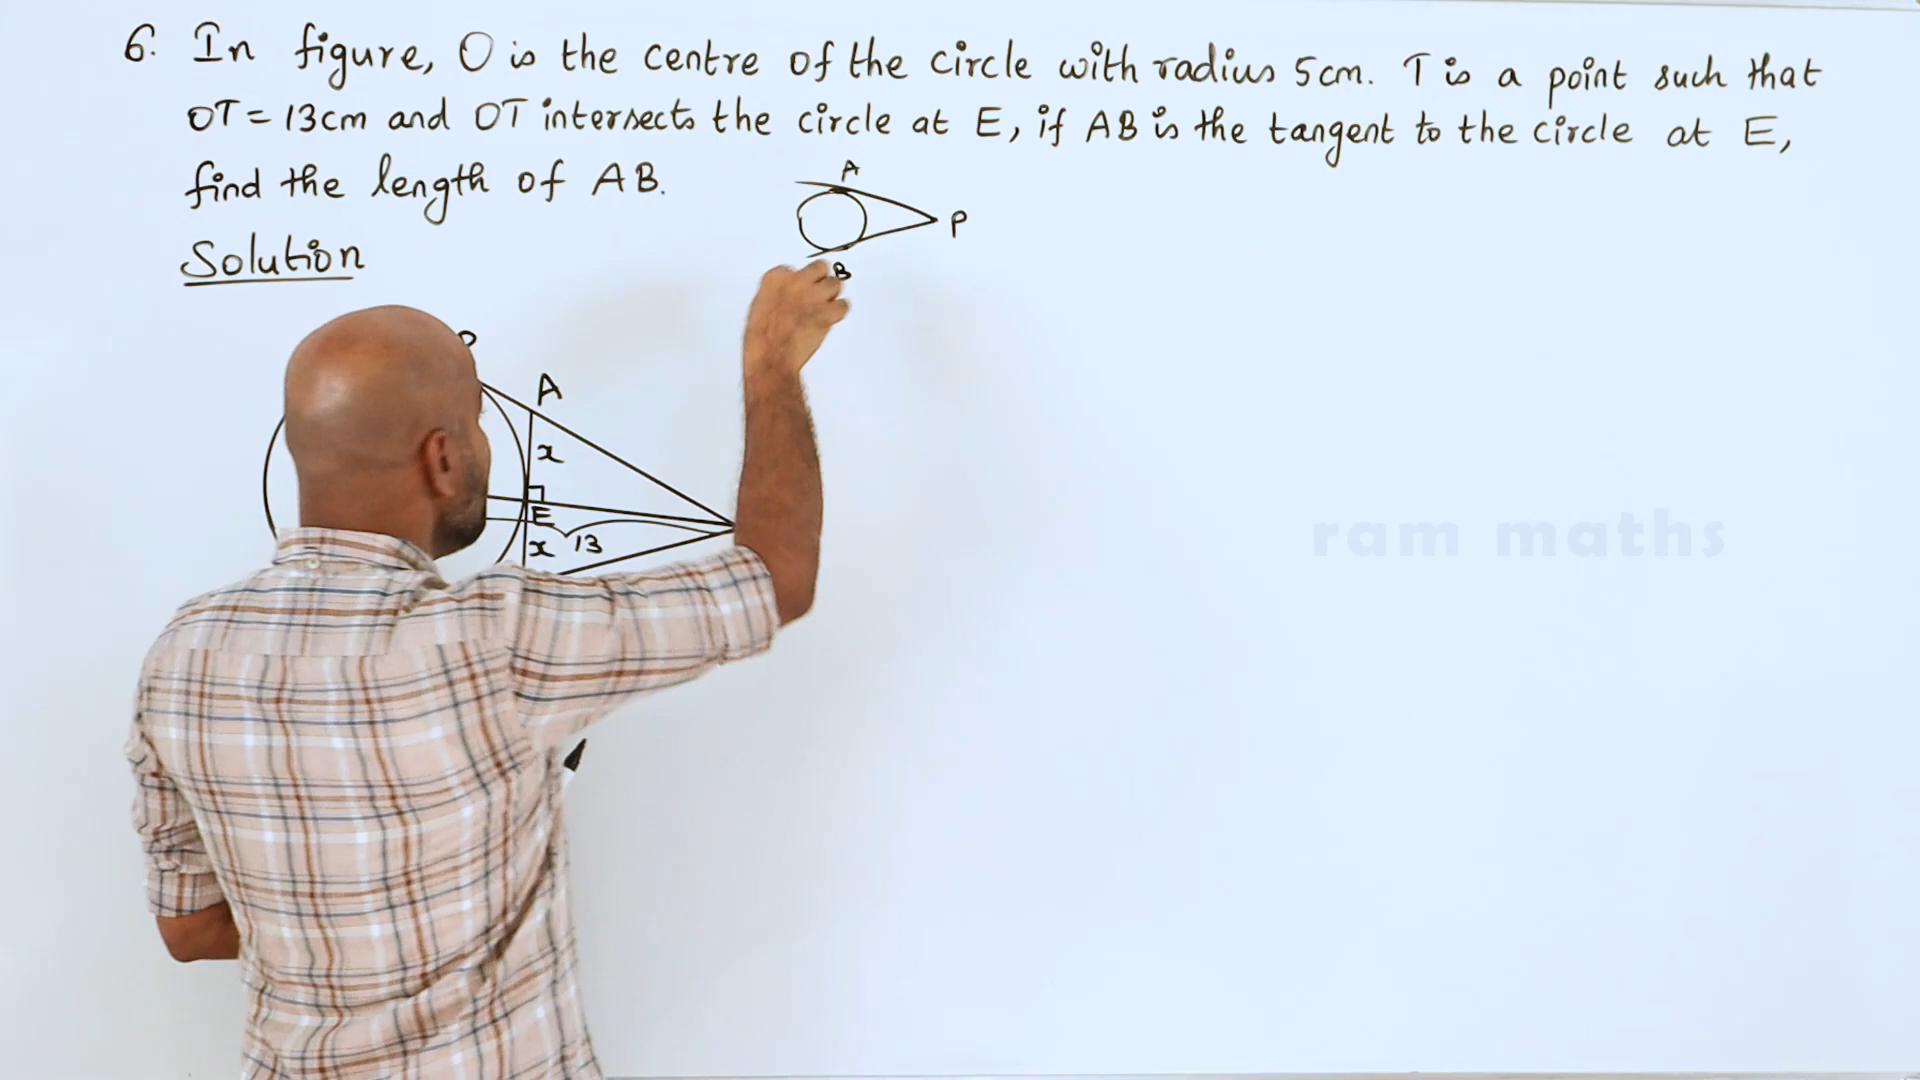 6. In figure, O is the centre of the circle with radius 5cm. T is a point such that
OT = 13cm and OT intersects the circle at E, if AB is the tangent to the circle at E,
find the length of AB.
A
P
B
Solution
P
A
x
E
x 13
ram maths